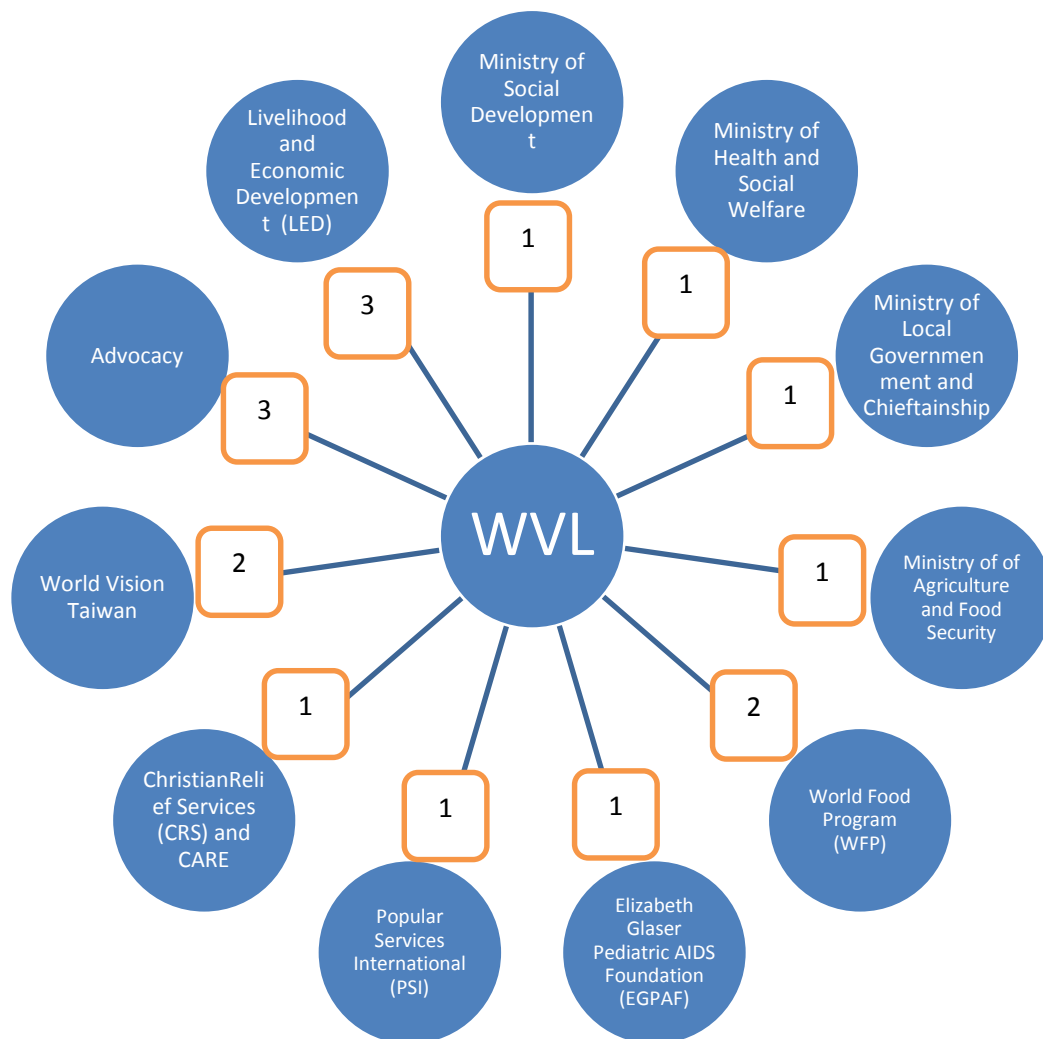 Ministry of
Social
Developmen
t
1
Ministry of
Health and
Social
Welfare
1
Ministry of
Local
Governmen
ment and
Chieftainship
1
Ministry of of
Agriculture
and Food
Security
1
World Food
Program
(WFP)
2
Elizabeth
Glaser
Pediatric AIDS
Foundation
(EGPAF)
1
Popular
Services
International
(PSI)
1
ChristianReli
ef Services
(CRS) and
CARE
1
World Vision
Taiwan
2
Advocacy
3
Livelihood
and
Economic
Developmen
t (LED)
3
WVL